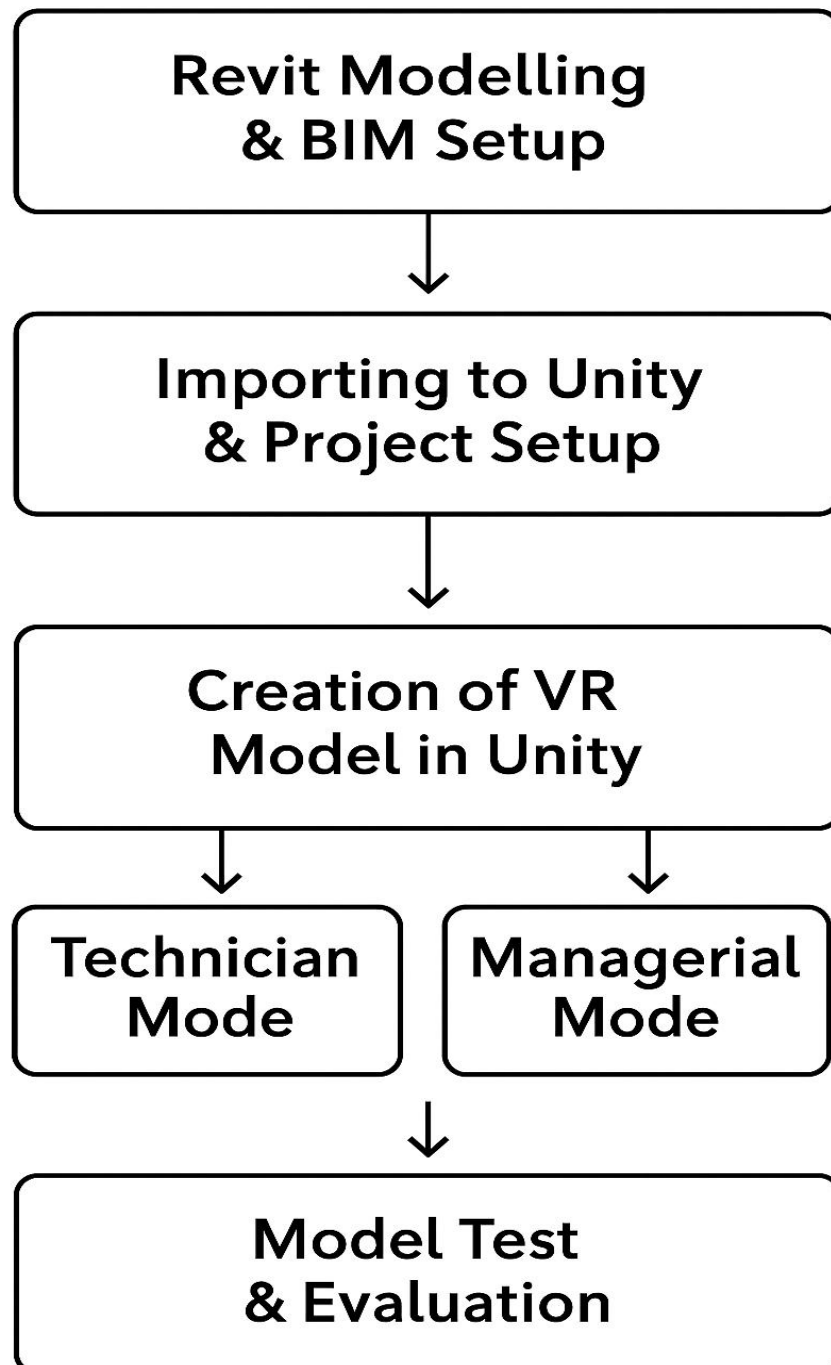 Revit Modelling
& BIM Setup
Importing to Unity
& Project Setup
Creation of VR
Model in Unity
Technician
Mode
Managerial
Mode
Model Test
& Evaluation